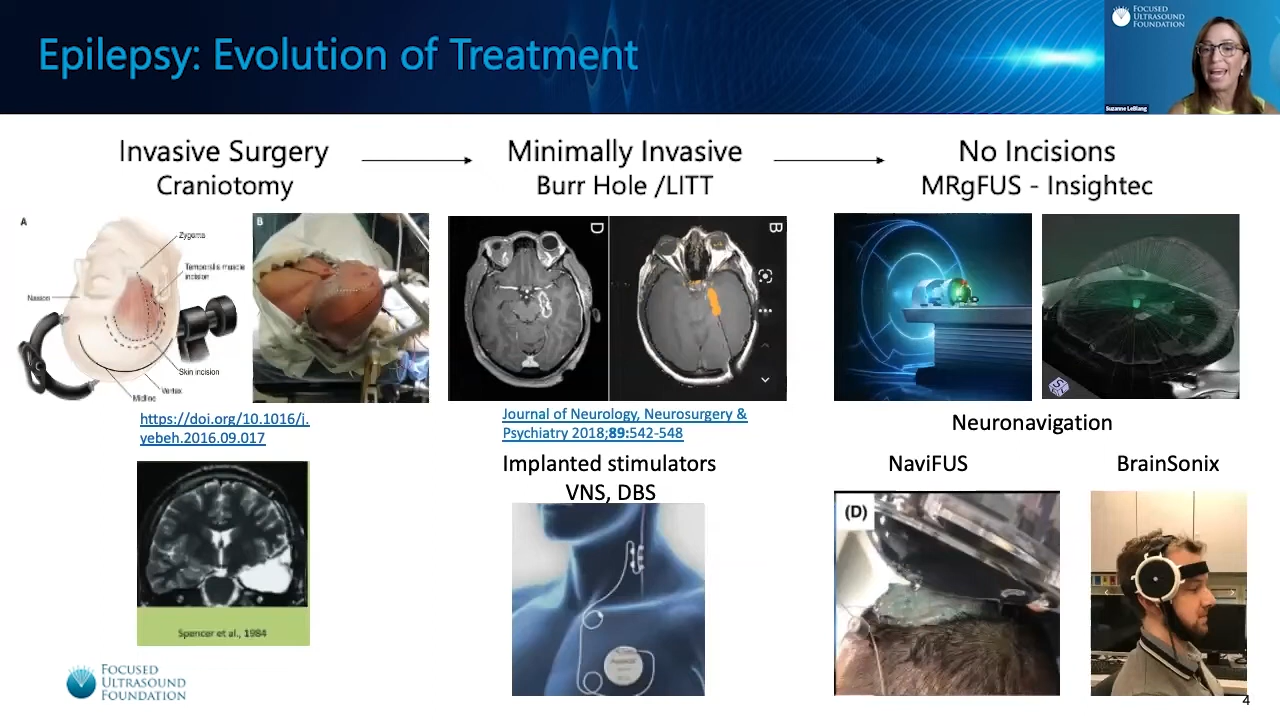 Epilepsy: Evolution of Treatment
FOCUSED
ULTRASOUND
FOUNDATION
Suzanne LeBlang
Invasive Surgery
Craniotomy
Minimally Invasive
Burr Hole /LITT
No Incisions
MRgFUS - Insightec
A
Zygoma
Temporalis muscle
incision
Nasion
Skin incision
Vertex
Midline
B
D
B
https://doi.org/10.1016/j.
yebeh.2016.09.017
Journal of Neurology, Neurosurgery &
Psychiatry 2018;89:542-548
Neuronavigation
Implanted stimulators
VNS, DBS
NaviFUS
BrainSonix
(D)
Spencer et al., 1984
FOCUSED
ULTRASOUND
FOUNDATION
4